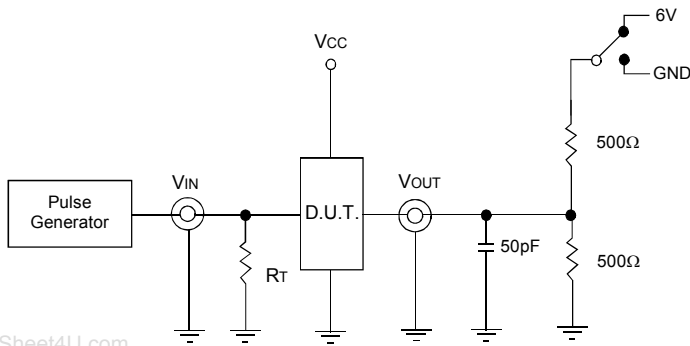 6V
GND
VCC
500Ω
VIN
VOUT
Pulse
Generator
D.U.T.
50pF
500Ω
RT
Sheet4U.com